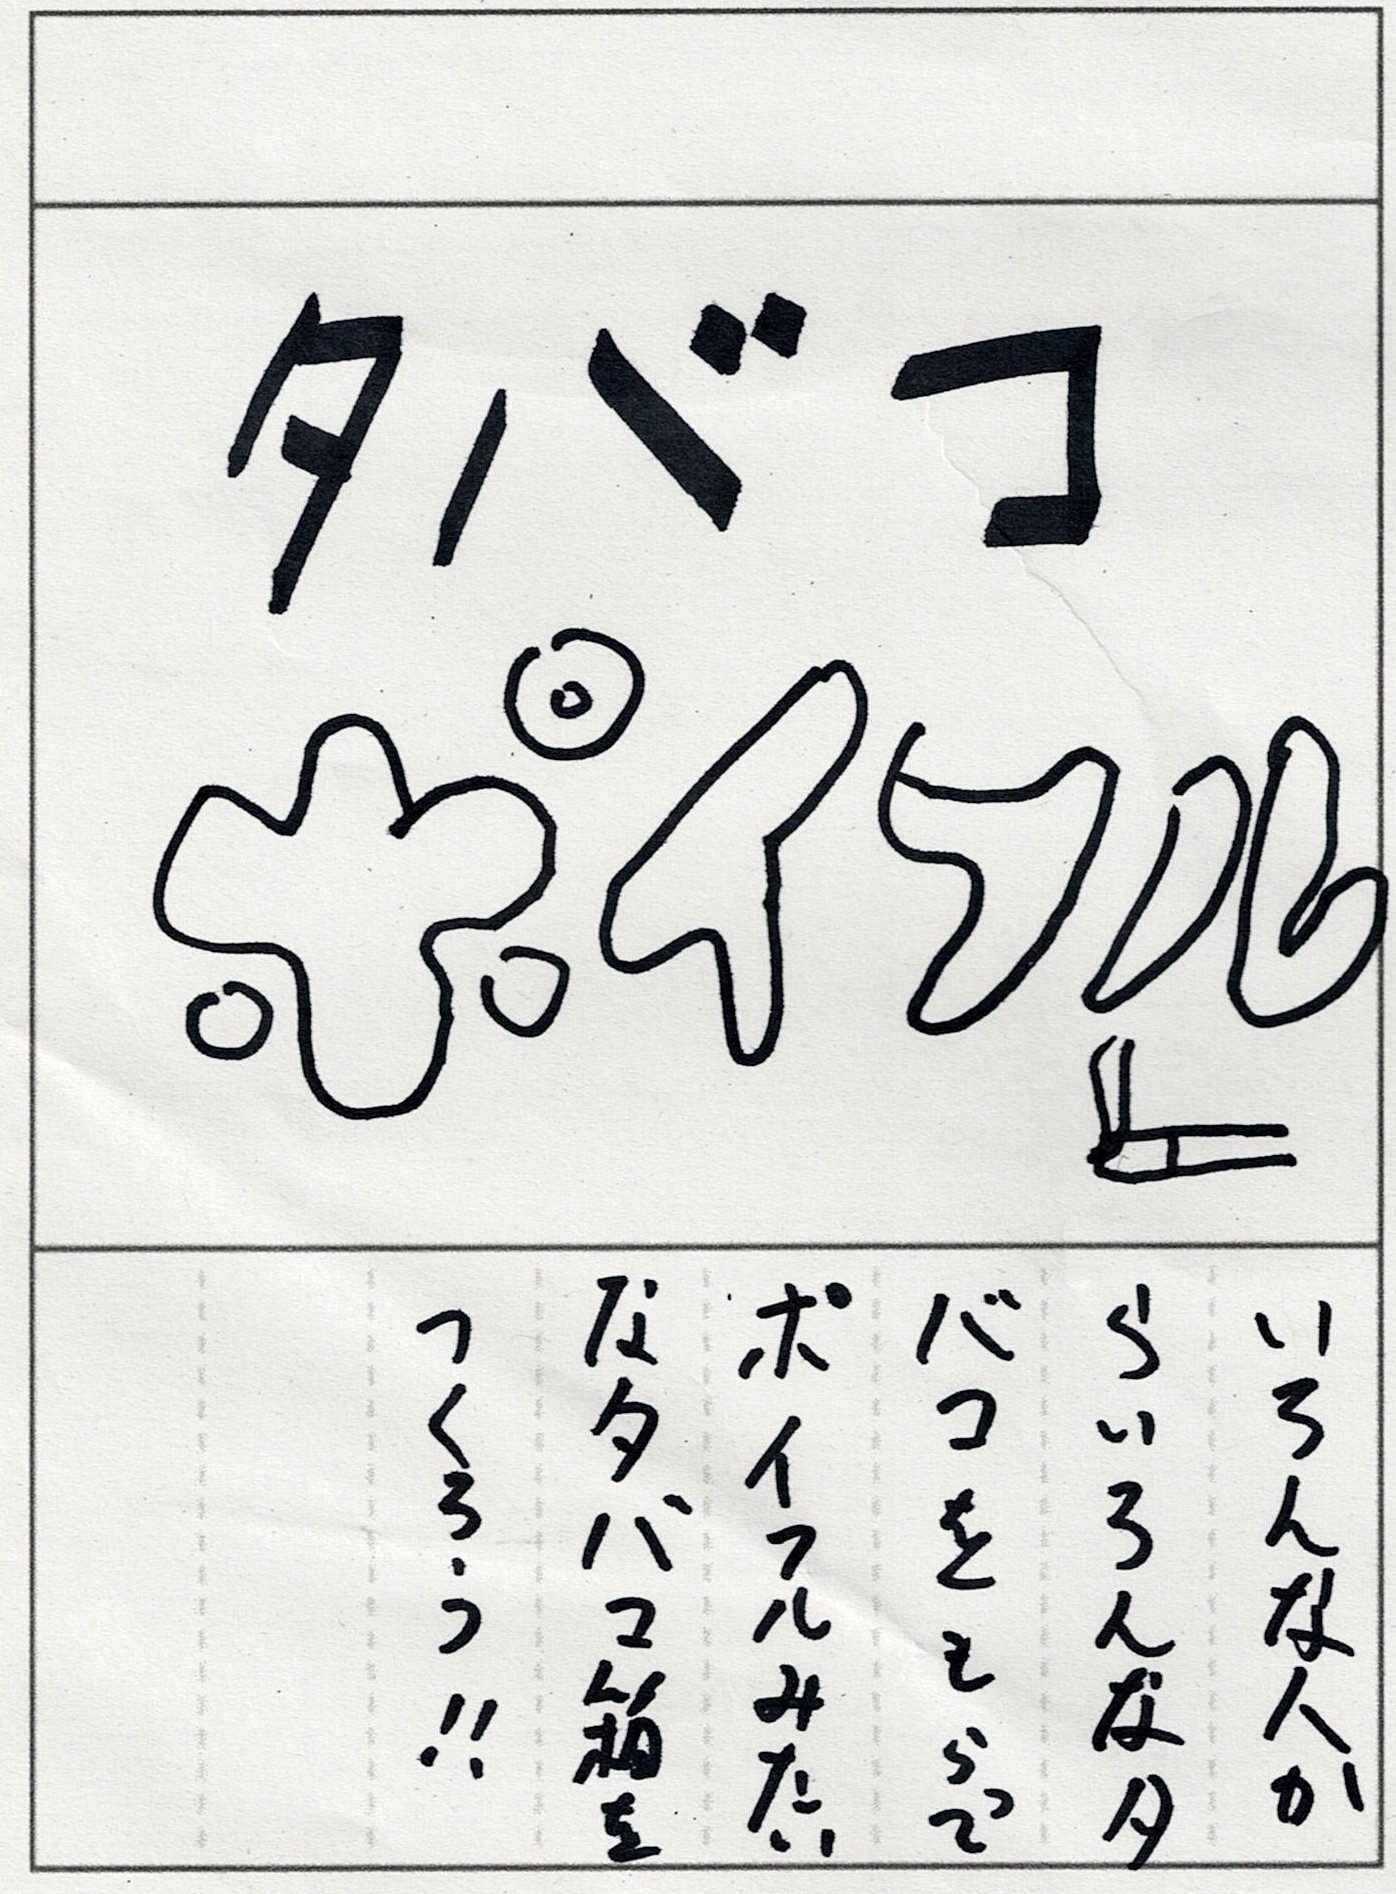 タバコ
ポイフル
いろんな人か
らいろんなタ
バコをもらって
ポイフルみたい
なタバコ箱を
つくろう!!